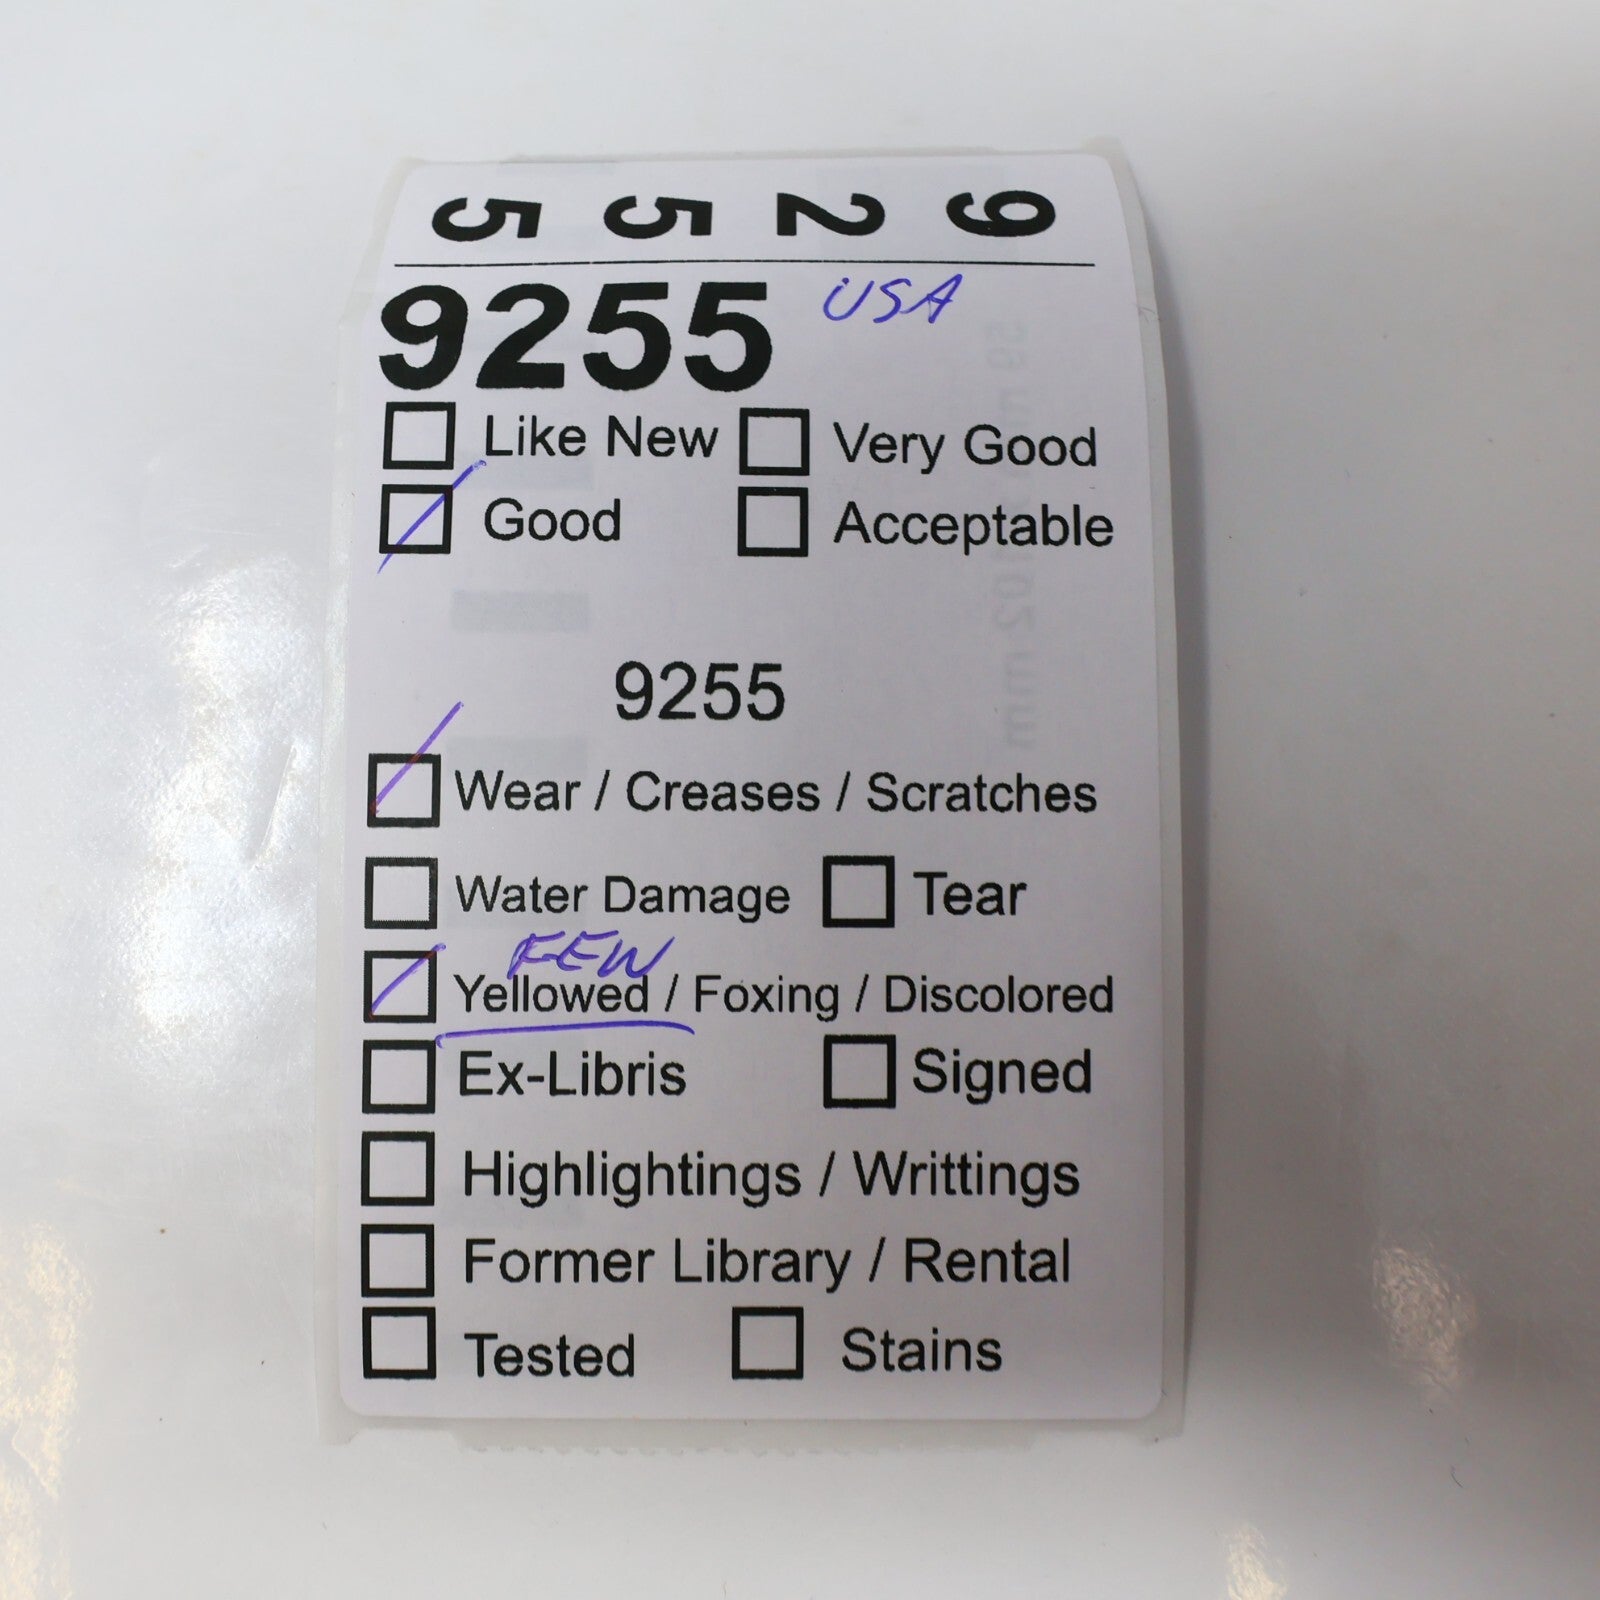 9 2 5 5
9255 USA
Like New Very Good
Good Acceptable
9255
Wear / Creases / Scratches
Water Damage Tear
FEW
Yellowed / Foxing / Discolored
Ex-Libris Signed
Highlightings / Writtings
Former Library / Rental
Tested Stains